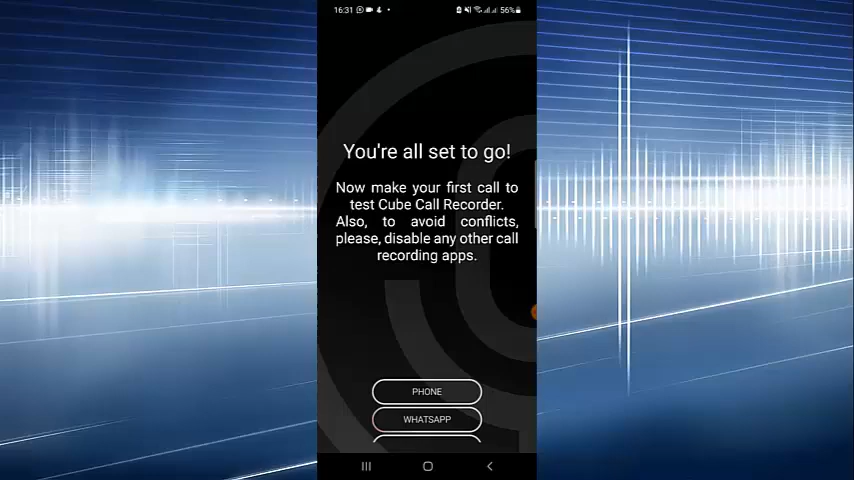 16:31
56%
You're all set to go!
Now make your first call to
test Cube Call Recorder.
Also, to avoid conflicts,
please, disable any other call
recording apps.
PHONE
WHATSAPP